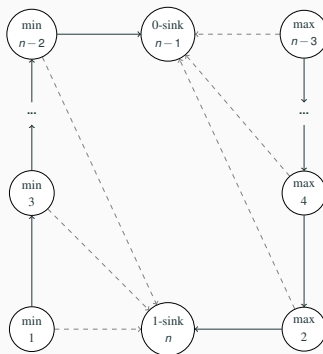 min
n−2
0-sink
n−1
max
n−3
...
...
min
3
max
4
min
1
1-sink
n
max
2